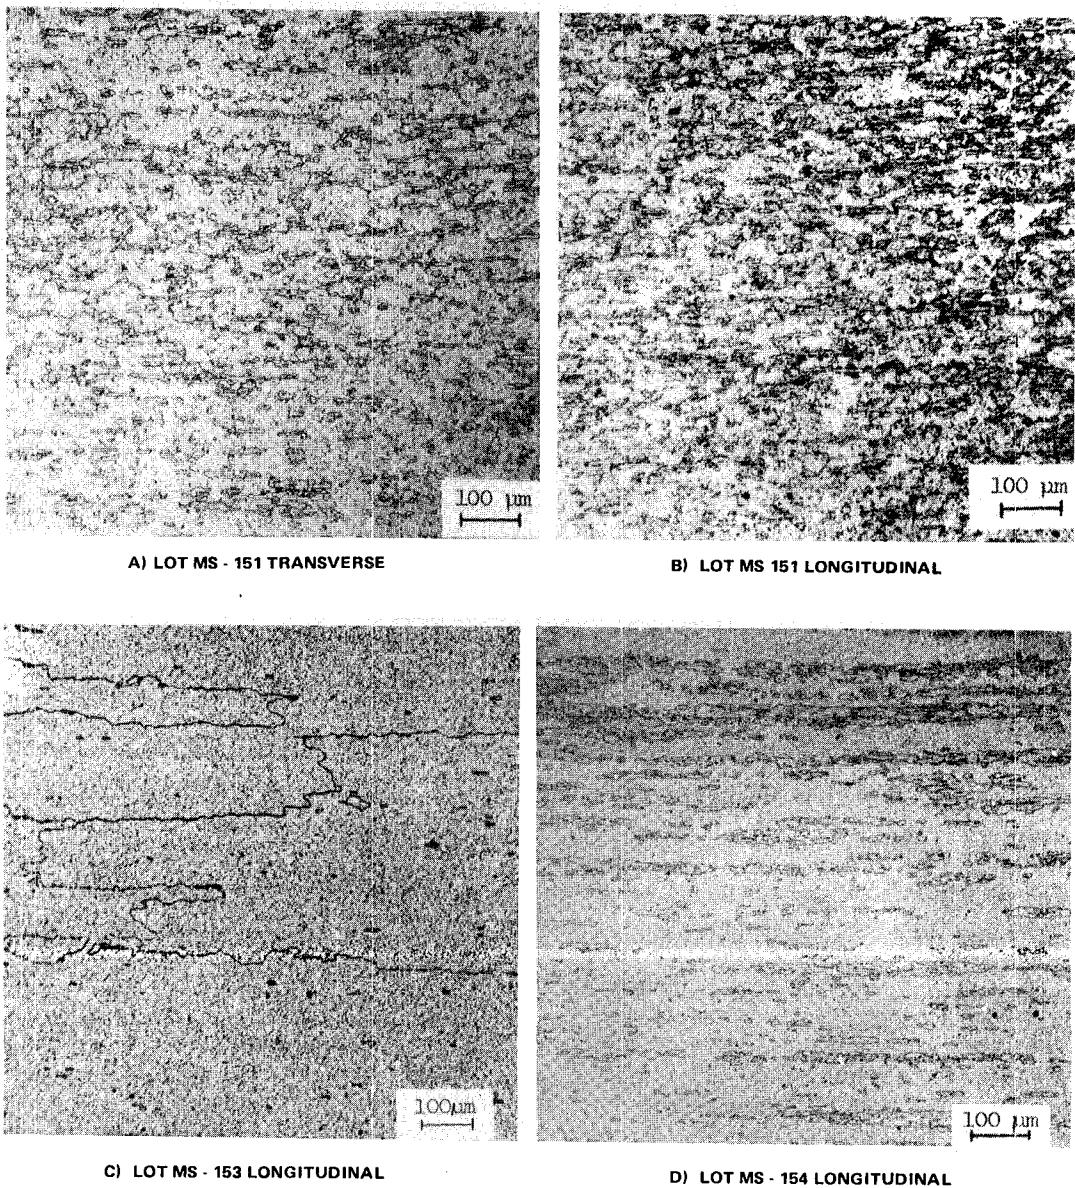 100 µm
100 µm
A) LOT MS - 151 TRANSVERSE
B) LOT MS 151 LONGITUDINAL
100µm
100 µm
C) LOT MS - 153 LONGITUDINAL
D) LOT MS - 154 LONGITUDINAL